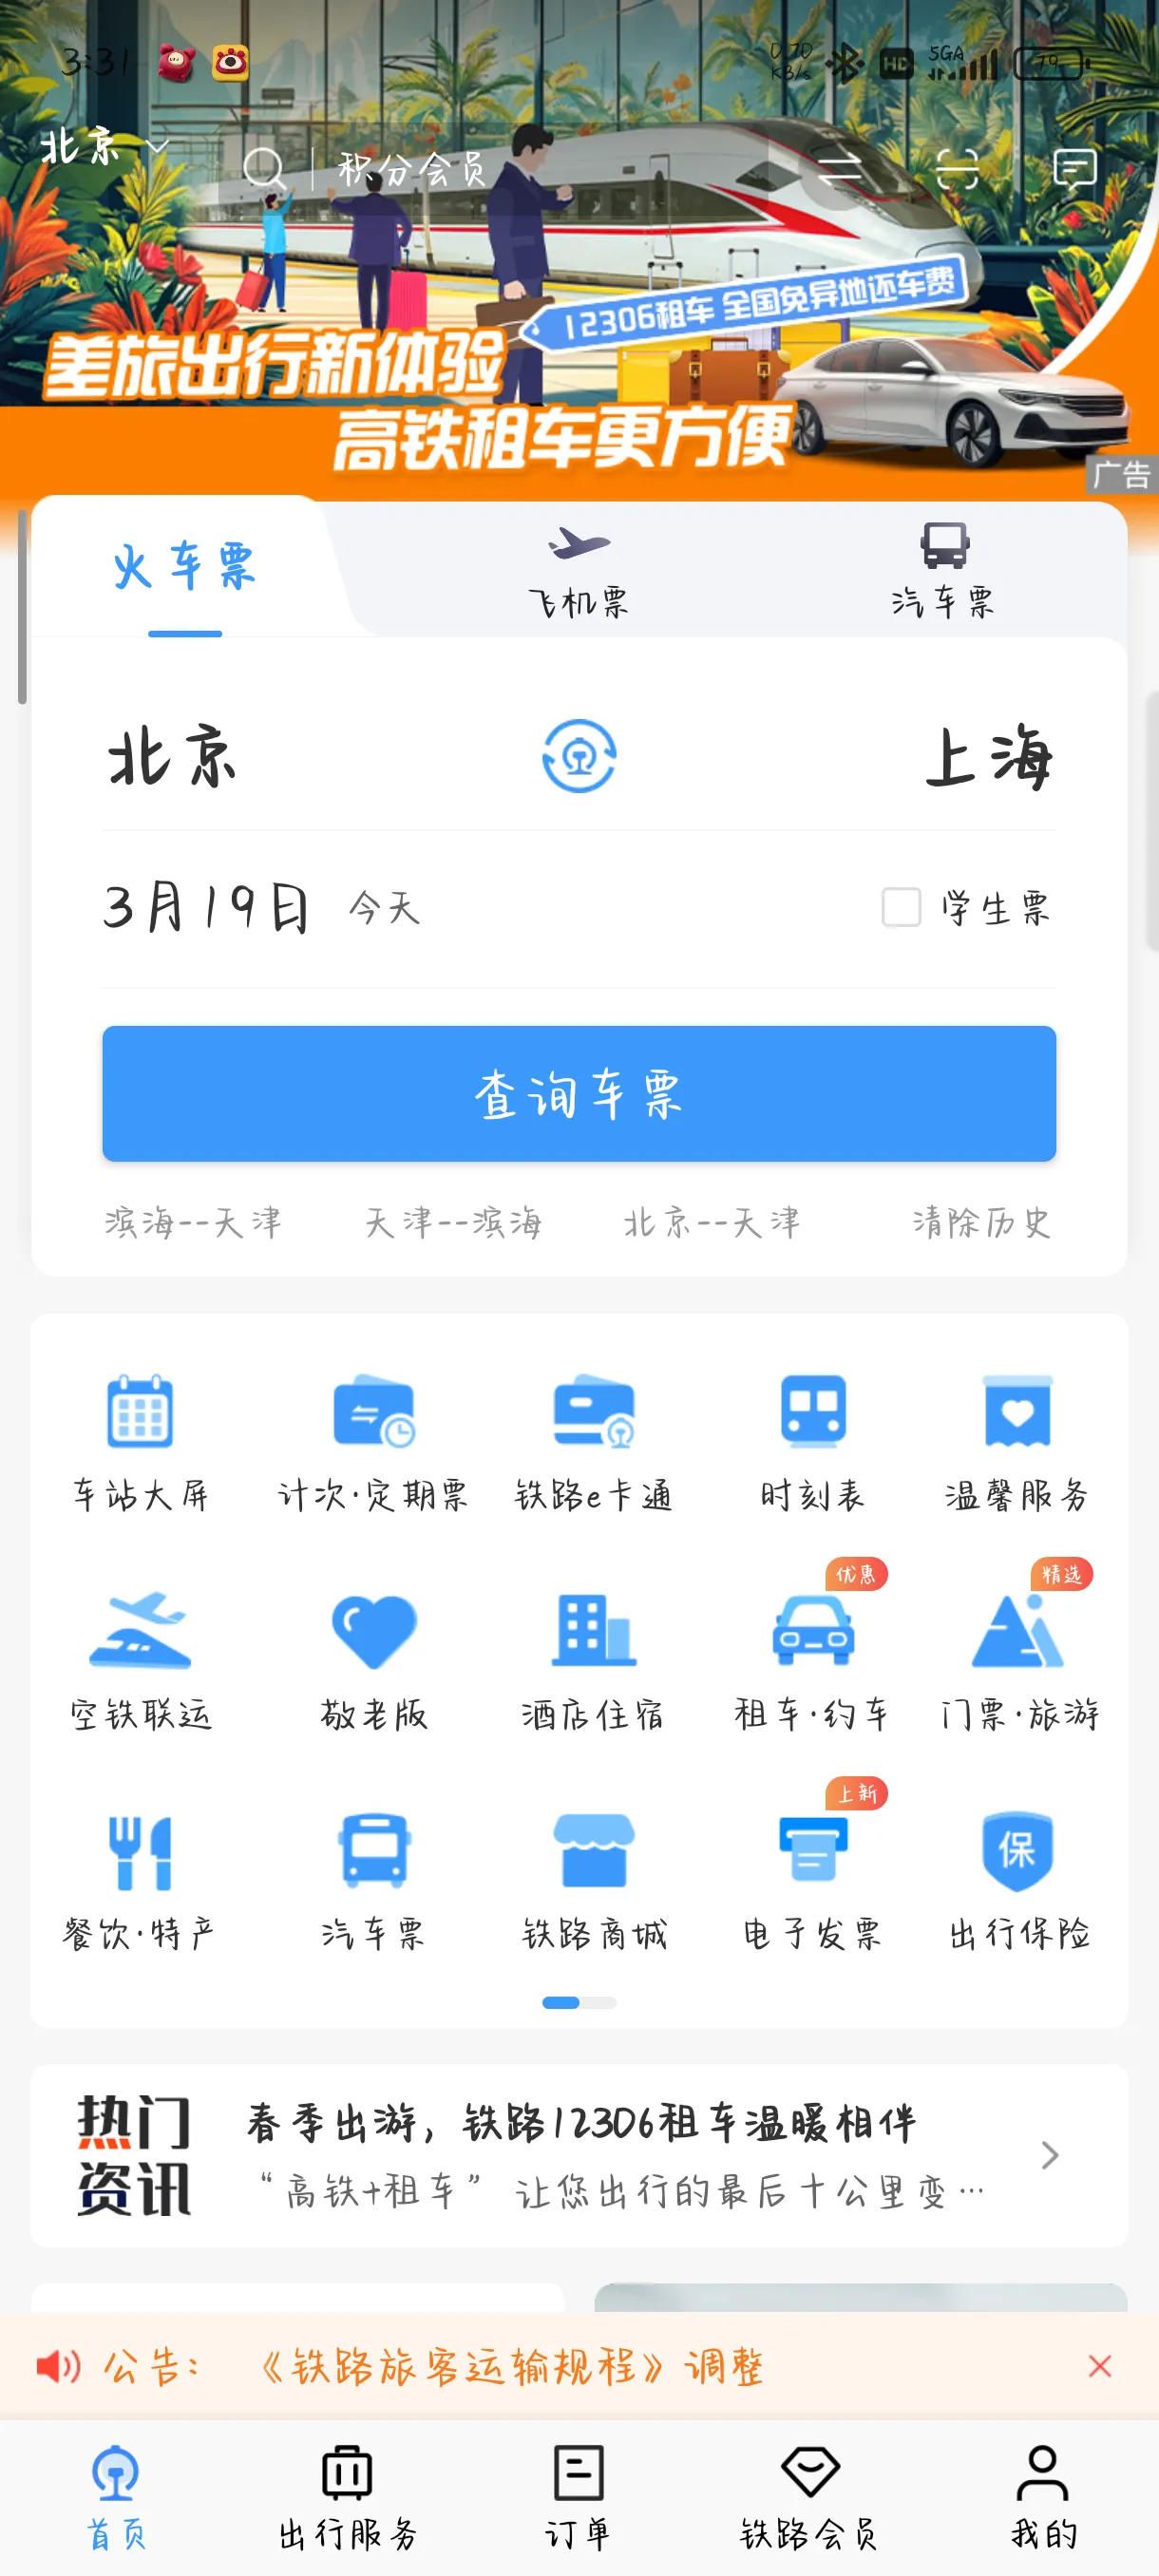 3:31
0.70 KB/s
HD
5GA
79
北京
积分会员
12306租车 全国免异地还车费
差旅出行新体验
高铁租车更方便
广告
火车票
飞机票
汽车票
北京
上海
3月19日 今天
学生票
查询车票
滨海--天津 天津--滨海 北京--天津 清除历史
车站大屏 计次·定期票 铁路e卡通 时刻表 温馨服务
优惠 精选
空铁联运 敬老版 酒店住宿 租车·约车 门票·旅游
上新
保
餐饮·特产 汽车票 铁路商城 电子发票 出行保险
热门
资讯
春季出游，铁路12306租车温暖相伴
“高铁+租车” 让您出行的最后十公里变…
公告： 《铁路旅客运输规程》调整
首页 出行服务 订单 铁路会员 我的